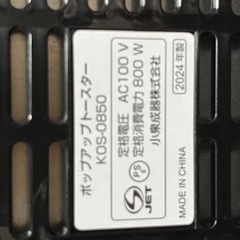 ポップアップトースター
KOS-0850
定格電圧 AC100 V
定格消費電力 800 W
小泉成器株式会社
PS
E
JET
2024年製
MADE IN CHINA